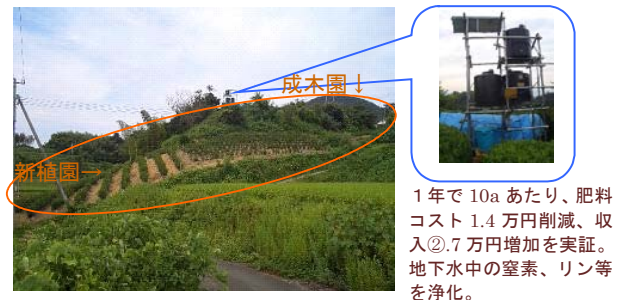 成木園↓
新植園→
１年で 10a あたり、肥料
コスト 1.4 万円削減、収
入②.7 万円増加を実証。
地下水中の窒素、リン等
を浄化。